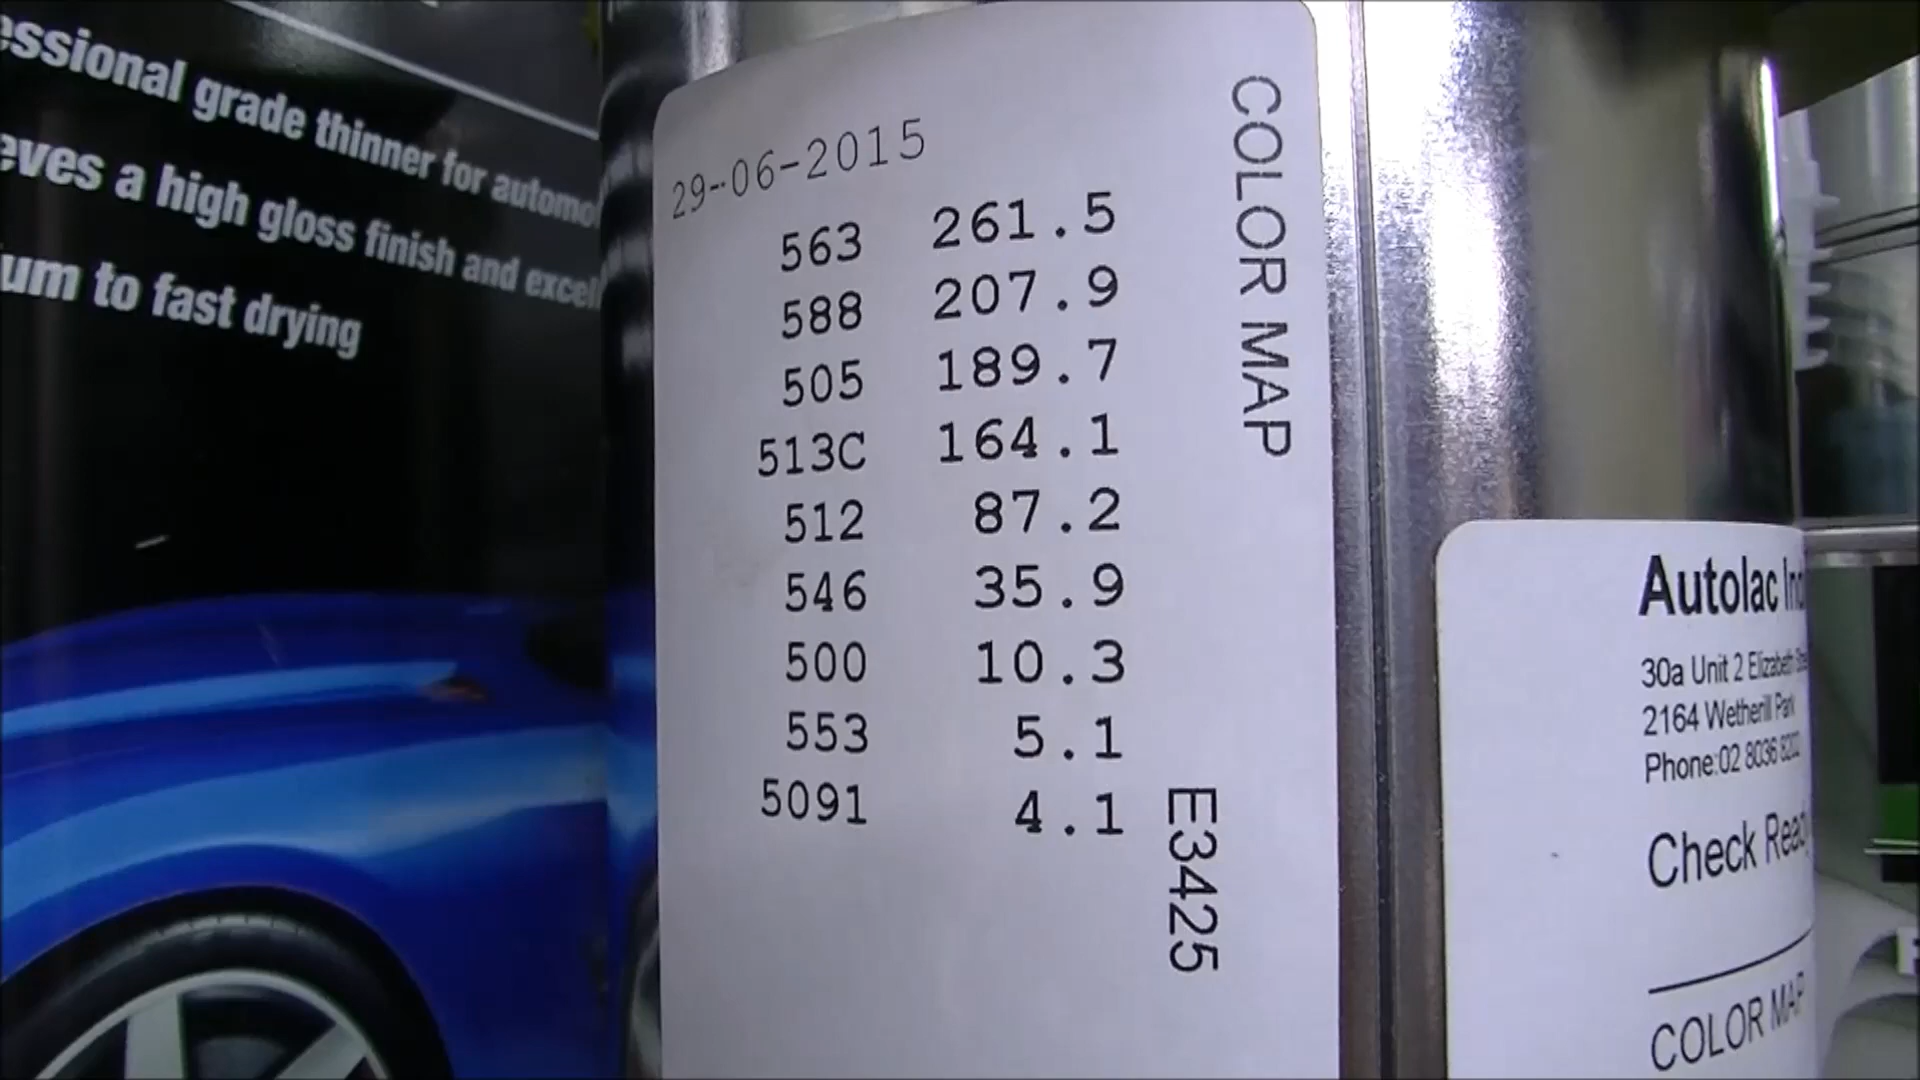 essional grade thinner for automo
eves a high gloss finish and excel
um to fast drying
29-06-2015
563 261.5
588 207.9
505 189.7
513C 164.1
512 87.2
546 35.9
500 10.3
553 5.1
5091 4.1
COLOR MAP
E3425
Autolac
30a Unit 2 Elizabeth
2164 Wetherill Park
Phone:02 8036
Check
COLOR MAP